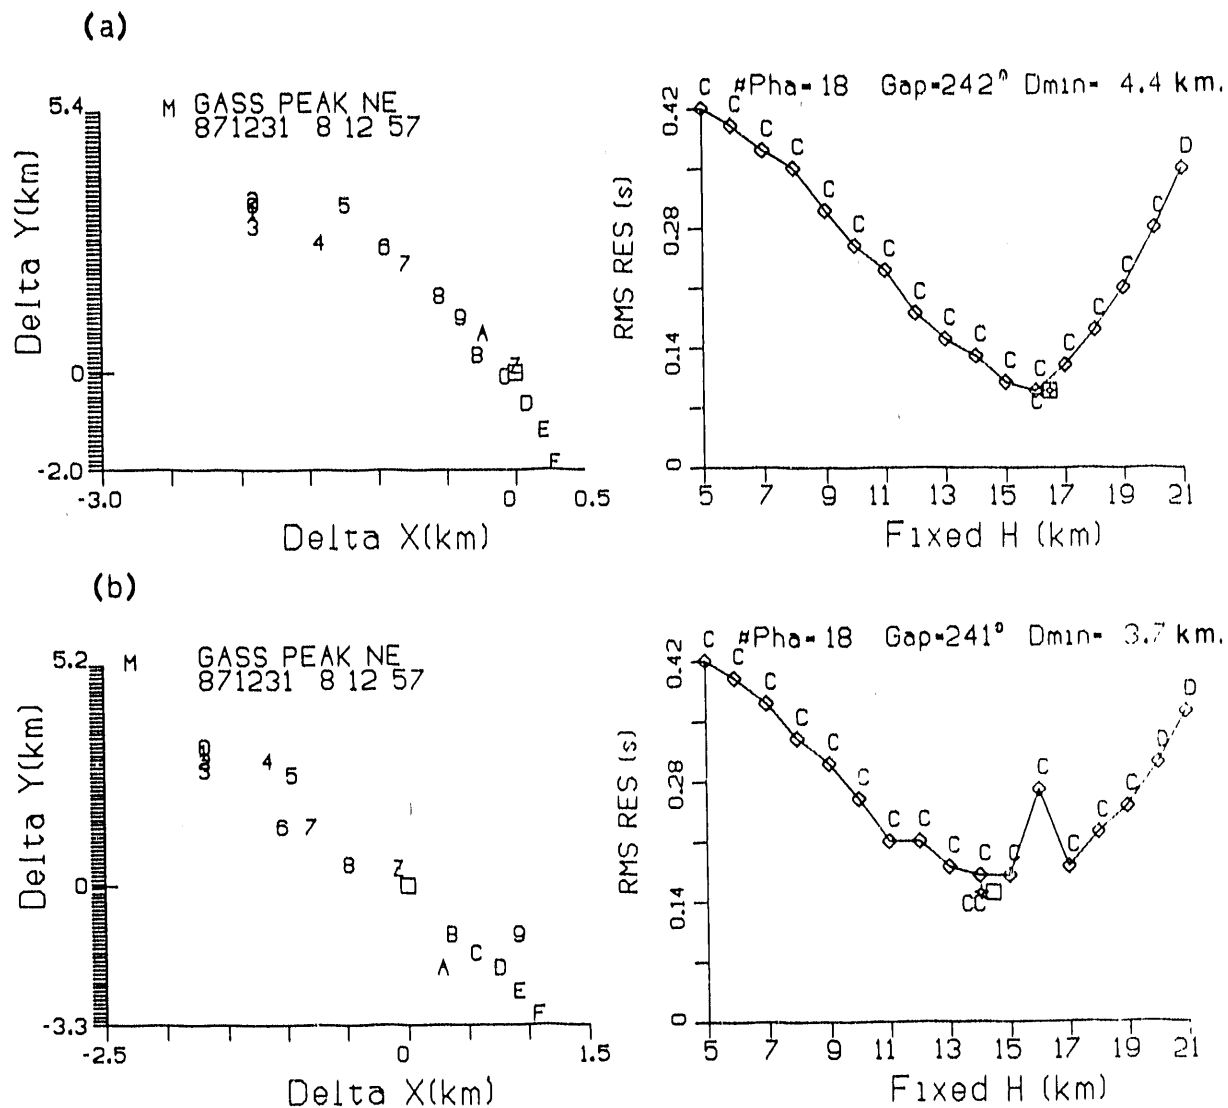 (a)
5.4
M GASS PEAK NE
871231 8 12 57
Delta Y(km)
3
4
5
6
7
8
9
A
B
C
Z
D
E
F
0
-2.0
-3.0
0
0.5
Delta X(km)
#Pha=18 Gap=242° Dmin= 4.4 km.
C C C C C C C C C C C C C C C C D
C
RMS RES (s)
0.42
0.28
0.14
0
5 7 9 11 13 15 17 19 21
Fixed H (km)
(b)
5.2
M GASS PEAK NE
871231 8 12 57
Delta Y(km)
3
4
5
6 7
8
Z
B
9
C
A
D
E
F
0
-3.3
-2.5
0
1.5
Delta X(km)
#Pha=18 Gap=241° Dmin= 3.7 km.
C C C C C C C C C C C C C C C D D
CC
RMS RES (s)
0.42
0.28
0.14
0
5 7 9 11 13 15 17 19 21
Fixed H (km)